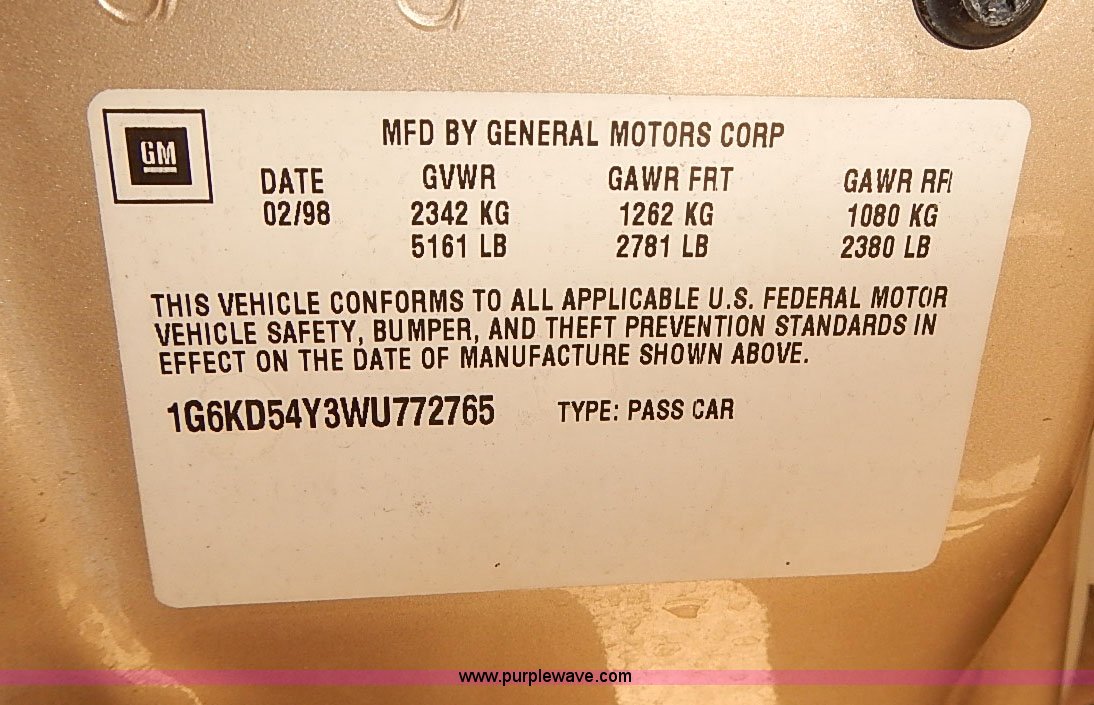 GM
MFD BY GENERAL MOTORS CORP
DATE GVWR GAWR FRT GAWR RR
02/98 2342 KG 1262 KG 1080 KG
5161 LB 2781 LB 2380 LB
THIS VEHICLE CONFORMS TO ALL APPLICABLE U.S. FEDERAL MOTOR
VEHICLE SAFETY, BUMPER, AND THEFT PREVENTION STANDARDS IN
EFFECT ON THE DATE OF MANUFACTURE SHOWN ABOVE.
1G6KD54Y3WU772765 TYPE: PASS CAR
www.purplewave.com